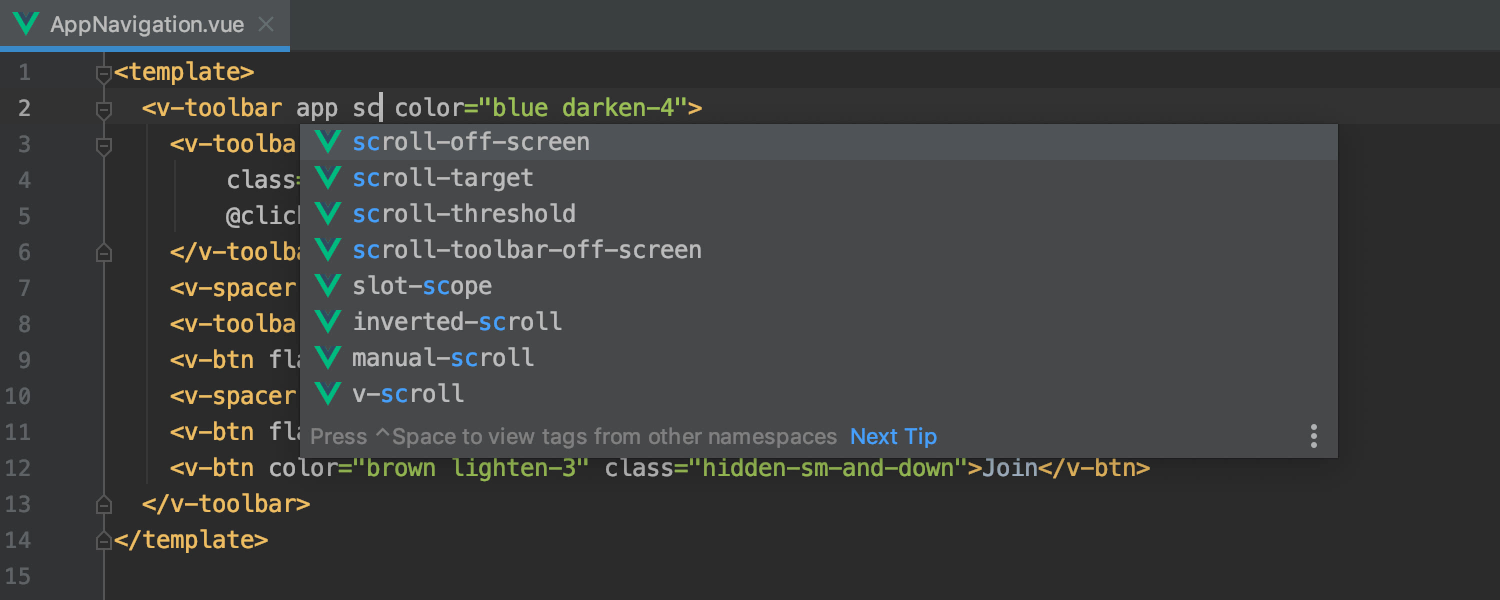 AppNavigation.vue
1 <template>
2 <v-toolbar app sc color="blue darken-4">
3 <v-toolba
4 class=
5 @click
6 </v-toolba
7 <v-spacer
8 <v-toolba
9 <v-btn fla
10 <v-spacer
11 <v-btn fla
scroll-off-screen
scroll-target
scroll-threshold
scroll-toolbar-off-screen
slot-scope
inverted-scroll
manual-scroll
v-scroll
Press ^Space to view tags from other namespaces Next Tip
12 <v-btn color="brown lighten-3" class="hidden-sm-and-down">Join</v-btn>
13 </v-toolbar>
14 </template>
15